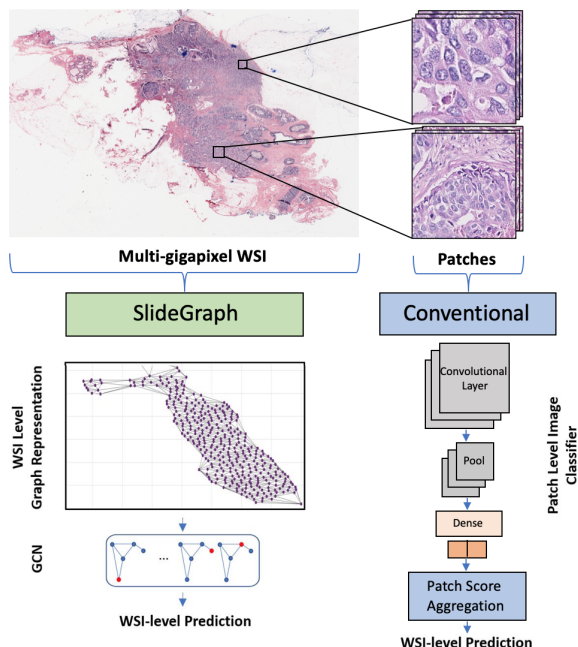 Multi-gigapixel WSI
Patches
SlideGraph
Conventional
WSI Level
Graph Representation
Convolutional
Layer
Pool
Dense
Patch Level Image
Classifier
GCN
...
Patch Score
Aggregation
WSI-level Prediction
WSI-level Prediction